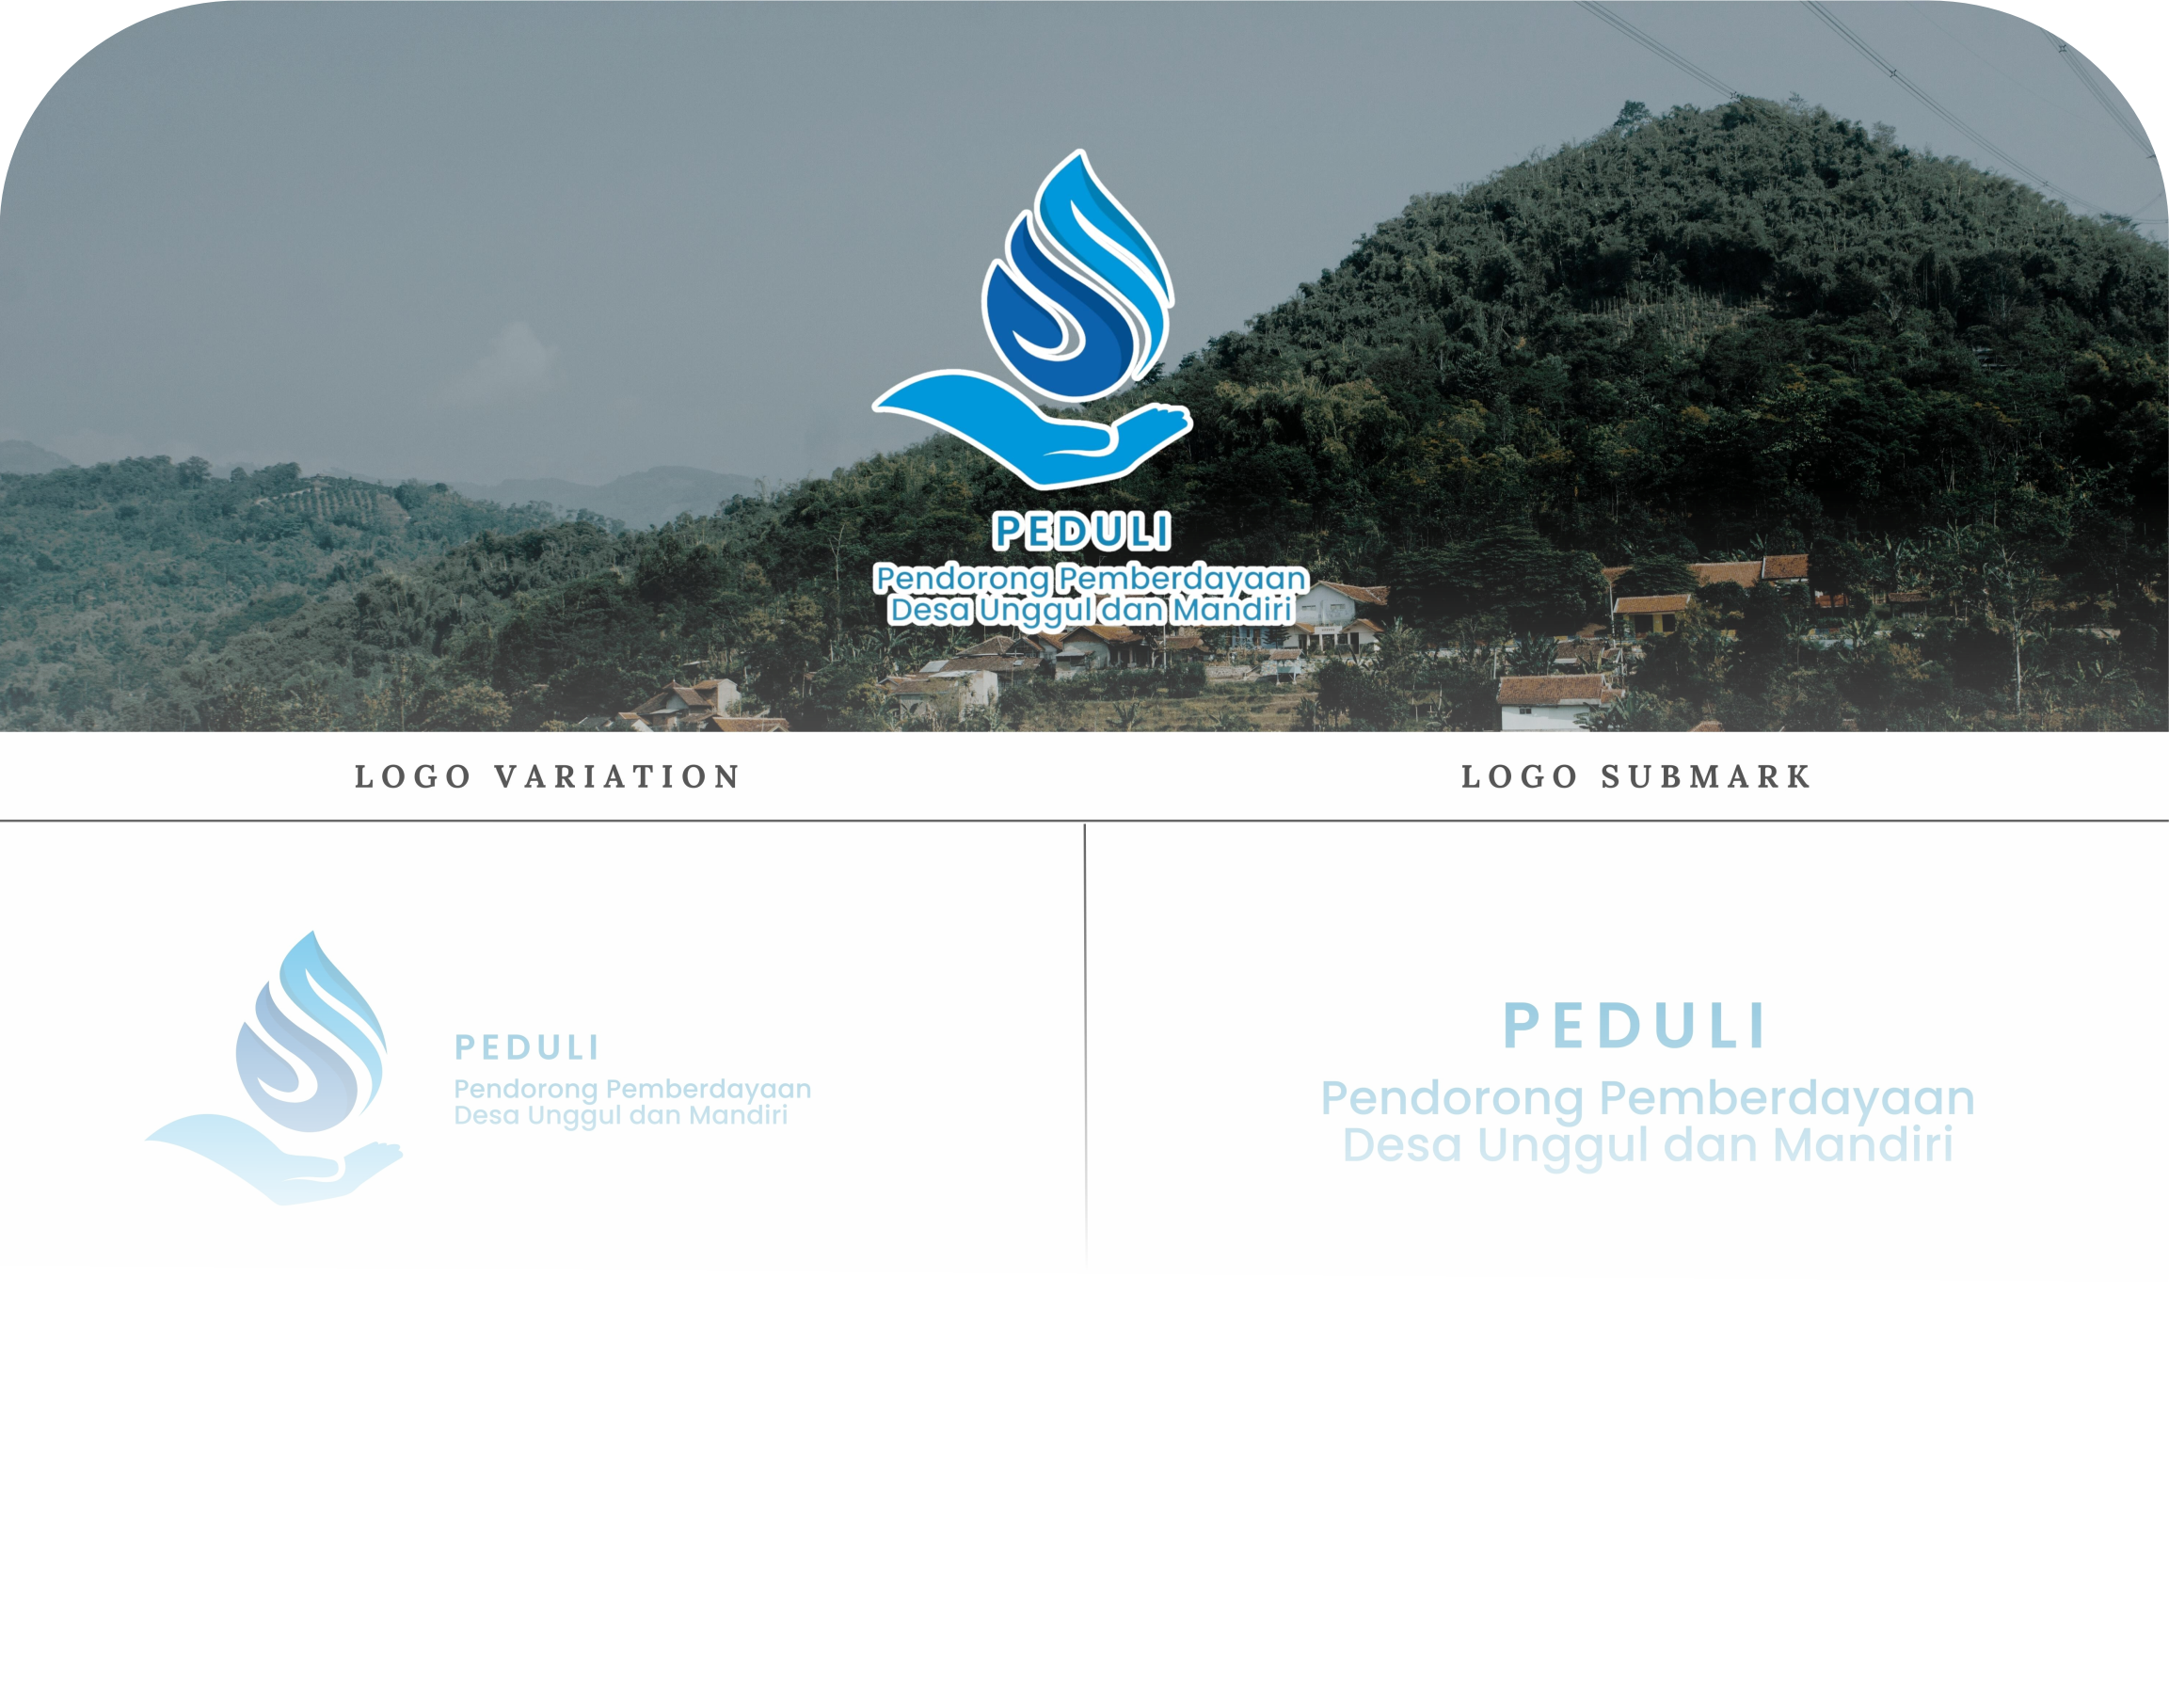 PEDULI
Pendorong Pemberdayaan
Desa Unggul dan Mandiri
LOGO VARIATION
LOGO SUBMARK
PEDULI
Pendorong Pemberdayaan
Desa Unggul dan Mandiri
PEDULI
Pendorong Pemberdayaan
Desa Unggul dan Mandiri